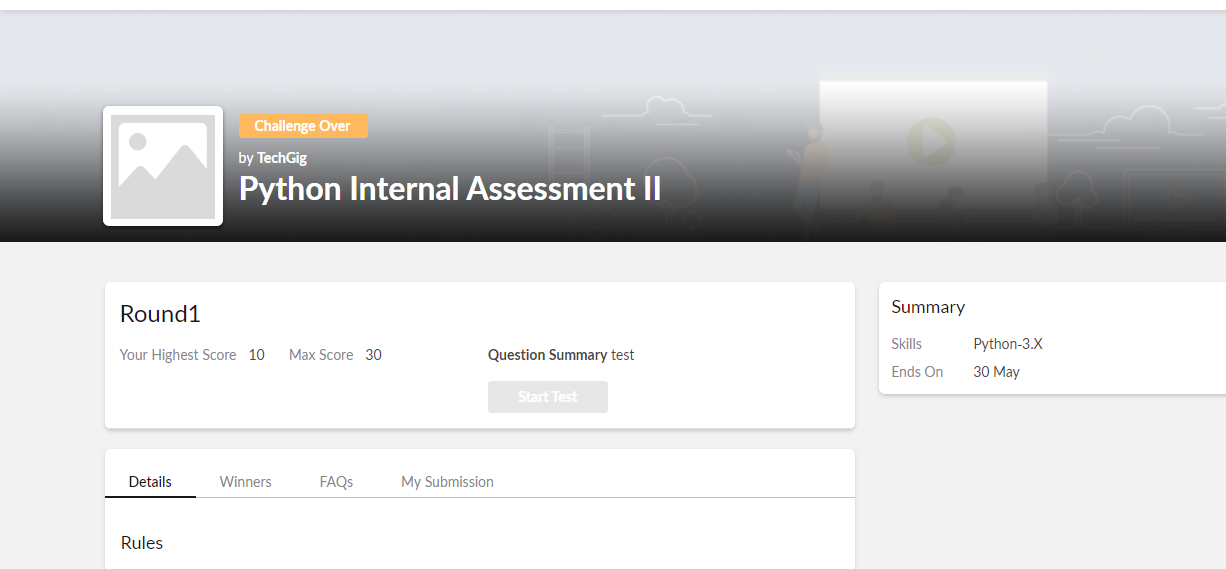 Challenge Over
by TechGig
Python Internal Assessment II
Round1
Your Highest Score 10 Max Score 30
Question Summary test
Start Test
Summary
Skills Python-3.X
Ends On 30 May
Details Winners FAQs My Submission
Rules